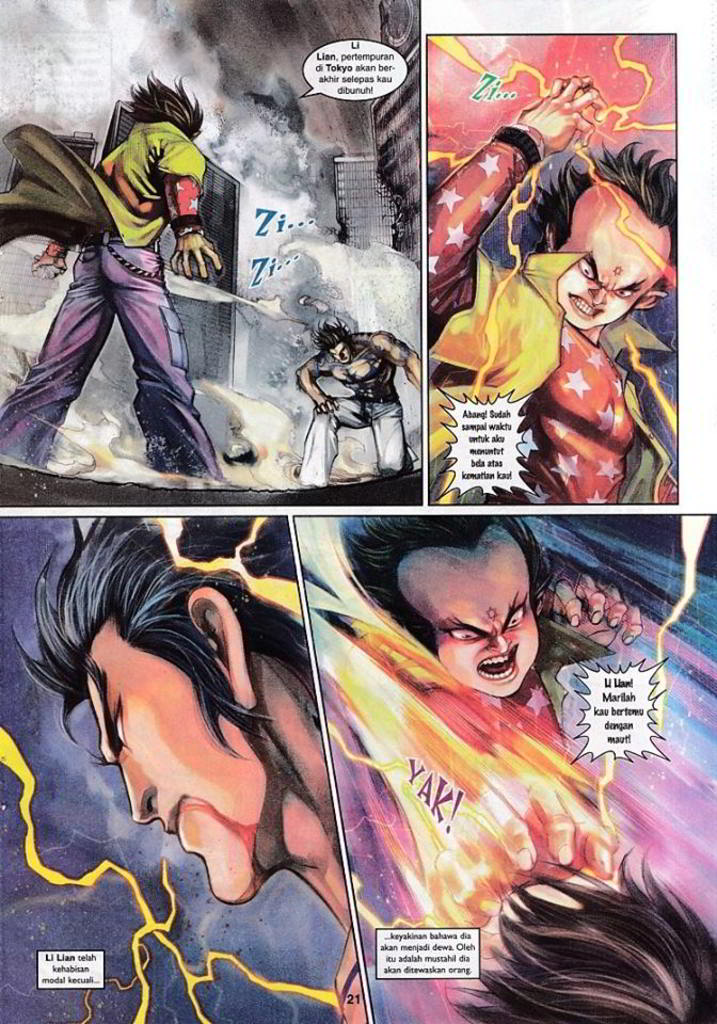 Li
Lian, pertempuran
di Tokyo akan ber-
akhir selepas kau
dibunuh!
Zi...
Zi...
Zi...
Abang! Sudah
sampai waktu
untuk aku
menuntut
bela atas
kematian kau!
Li Lian telah
kehabisan
modal kecuali...
Li Lian!
Marilah
kau bertemu
dengan
maut!
YAK!
...keyakinan bahawa dia
akan menjadi dewa. Oleh
itu adalah mustahil dia
akan ditewaskan orang.
21